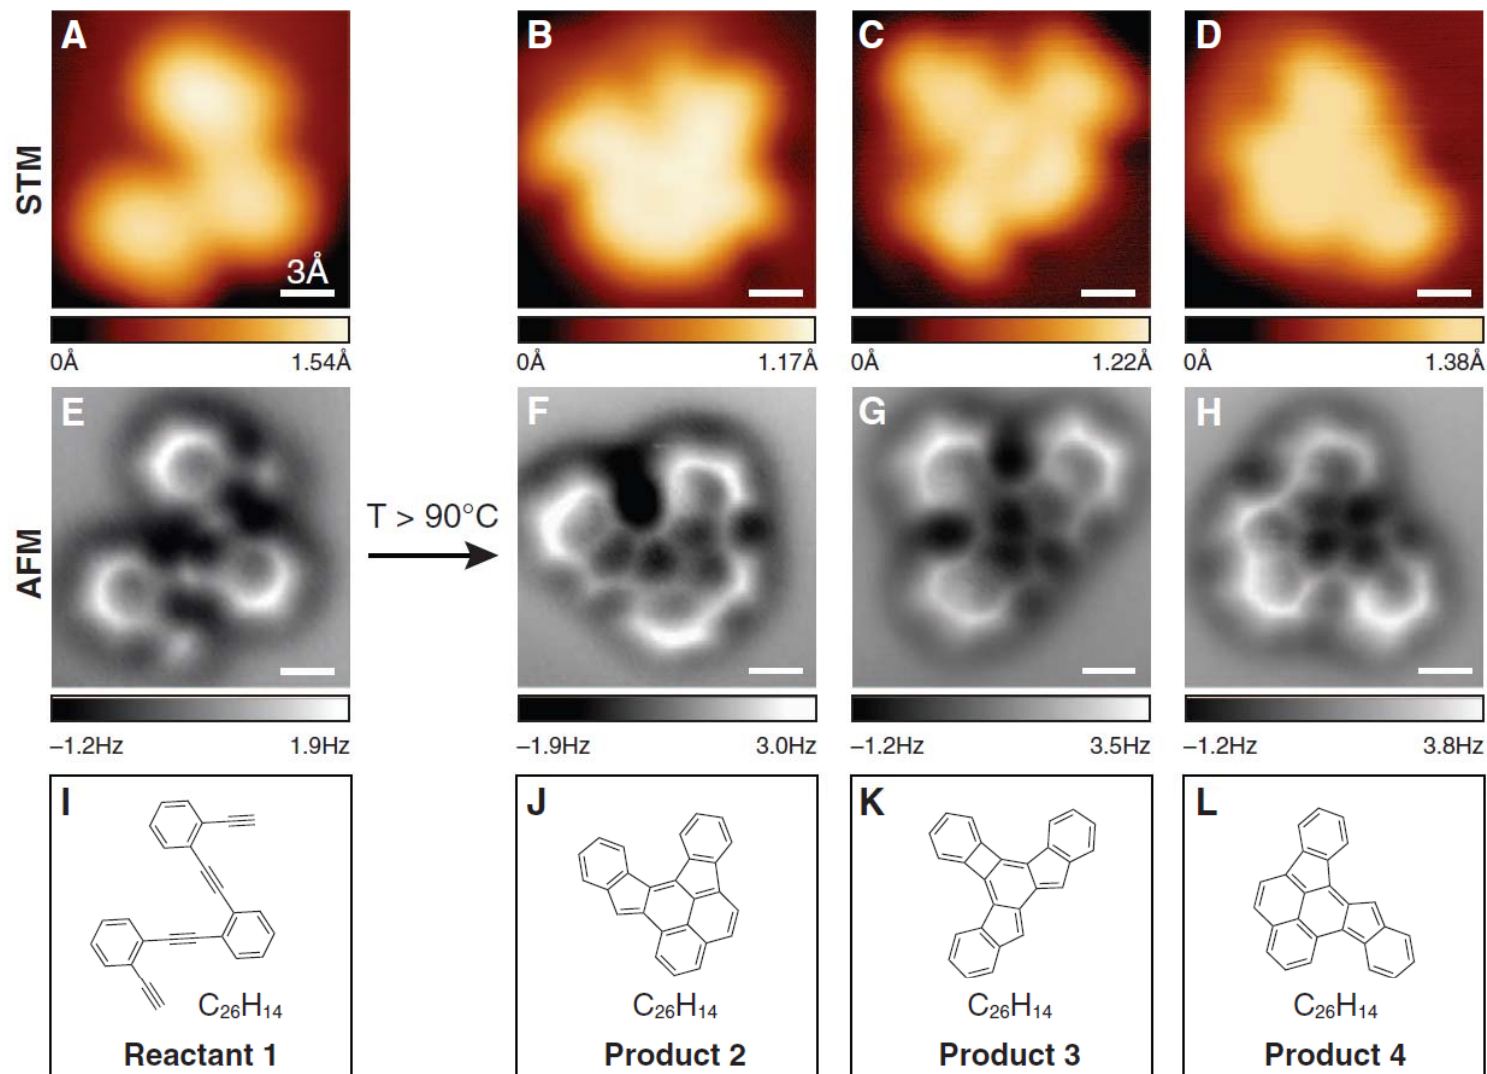 A
B
C
D
STM
3Å
0Å
1.54Å
0Å
1.17Å
0Å
1.22Å
0Å
1.38Å
E
F
G
H
AFM
T > 90°C
–1.2Hz
1.9Hz
–1.9Hz
3.0Hz
–1.2Hz
3.5Hz
–1.2Hz
3.8Hz
I
J
K
L
C₂₆H₁₄
C₂₆H₁₄
C₂₆H₁₄
C₂₆H₁₄
Reactant 1
Product 2
Product 3
Product 4